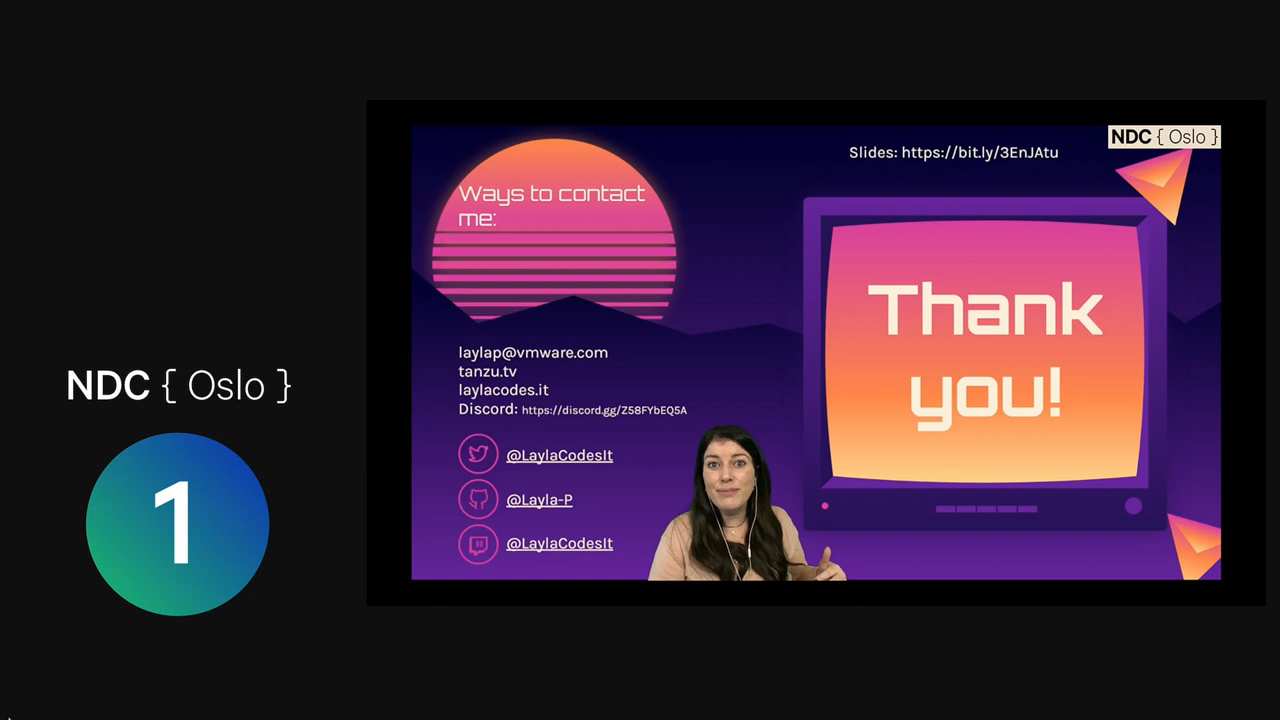 NDC { Oslo }
1
Slides: https://bit.ly/3EnJAtu
NDC { Oslo }
Ways to contact
me:
Thank
you!
laylap@vmware.com
tanzu.tv
laylacodes.it
Discord: https://discord.gg/Z58FYbEQ5A
@LaylaCodesIt
@Layla-P
@LaylaCodesIt